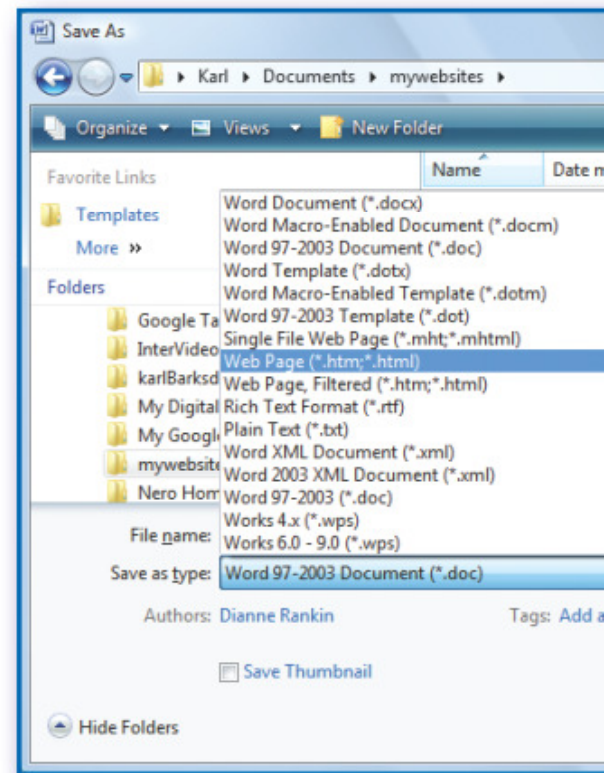 Save As
Karl ▸ Documents ▸ mywebsites ▸
Organize Views New Folder
Favorite Links
Templates
More »
Folders
Google Ta
InterVideo
karlBarksd
My Digital
My Googl
mywebsite
Nero Hom
Name Date m
Word Document (*.docx)
Word Macro-Enabled Document (*.docm)
Word 97-2003 Document (*.doc)
Word Template (*.dotx)
Word Macro-Enabled Template (*.dotm)
Word 97-2003 Template (*.dot)
Single File Web Page (*.mht;*.mhtml)
Web Page (*.htm;*.html)
Web Page, Filtered (*.htm;*.html)
Rich Text Format (*.rtf)
Plain Text (*.txt)
Word XML Document (*.xml)
Word 2003 XML Document (*.xml)
Word 97-2003 (*.doc)
Works 4.x (*.wps)
Works 6.0 - 9.0 (*.wps)
File name:
Save as type: Word 97-2003 Document (*.doc)
Authors: Dianne Rankin Tags: Add a
Save Thumbnail
Hide Folders